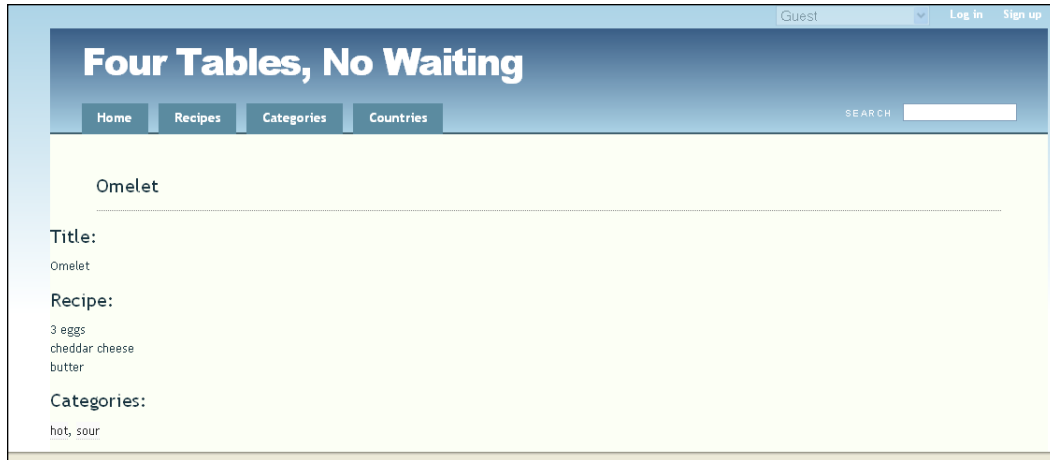 Guest Log in Sign up
Four Tables, No Waiting
Home Recipes Categories Countries SEARCH
Omelet
Title:
Omelet
Recipe:
3 eggs
cheddar cheese
butter
Categories:
hot, sour